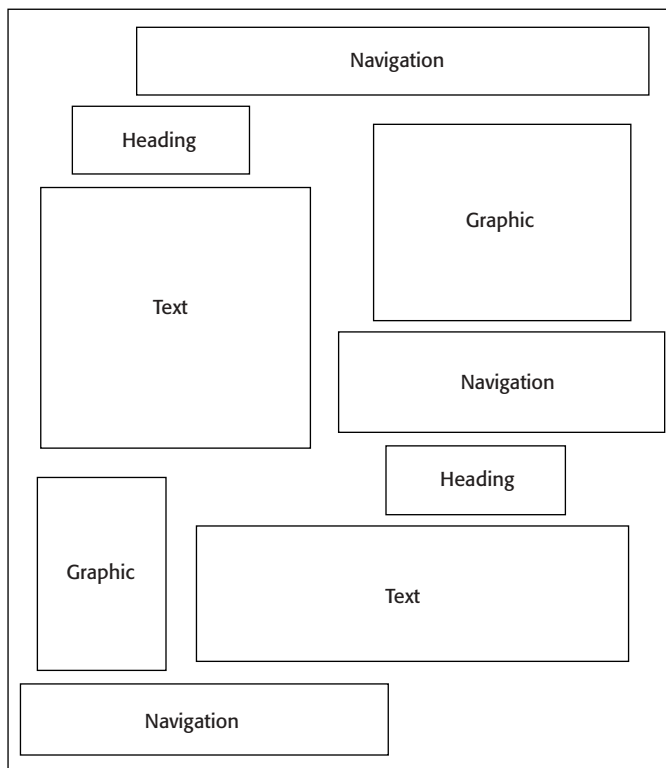 Navigation
Heading
Graphic
Text
Navigation
Heading
Graphic
Text
Navigation